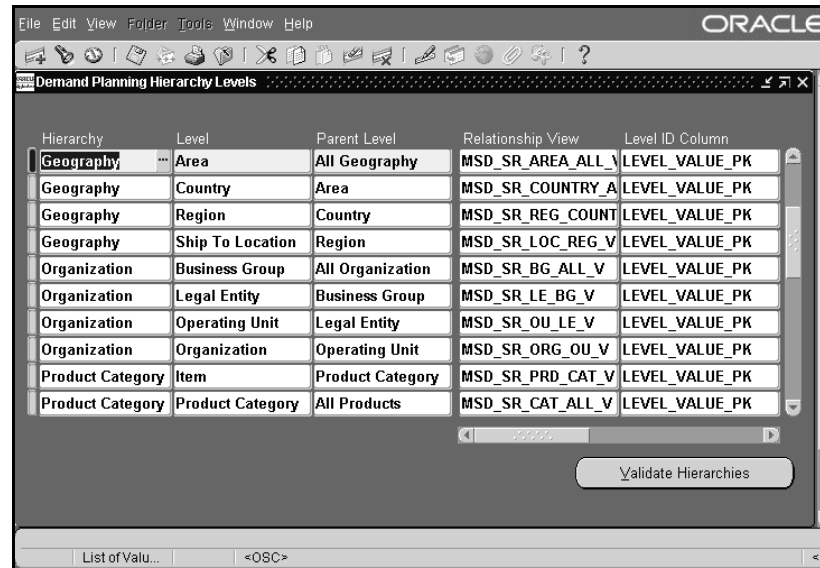 File Edit View Folder Tools Window Help
ORACLE
Demand Planning Hierarchy Levels
Hierarchy Level Parent Level Relationship View Level ID Column
Geography ... Area All Geography MSD_SR_AREA_ALL_V LEVEL_VALUE_PK
Geography Country Area MSD_SR_COUNTRY_A LEVEL_VALUE_PK
Geography Region Country MSD_SR_REG_COUNT LEVEL_VALUE_PK
Geography Ship To Location Region MSD_SR_LOC_REG_V LEVEL_VALUE_PK
Organization Business Group All Organization MSD_SR_BG_ALL_V LEVEL_VALUE_PK
Organization Legal Entity Business Group MSD_SR_LE_BG_V LEVEL_VALUE_PK
Organization Operating Unit Legal Entity MSD_SR_OU_LE_V LEVEL_VALUE_PK
Organization Organization Operating Unit MSD_SR_ORG_OU_V LEVEL_VALUE_PK
Product Category Item Product Category MSD_SR_PRD_CAT_V LEVEL_VALUE_PK
Product Category Product Category All Products MSD_SR_CAT_ALL_V LEVEL_VALUE_PK
Validate Hierarchies
List of Valu... <OSC> <